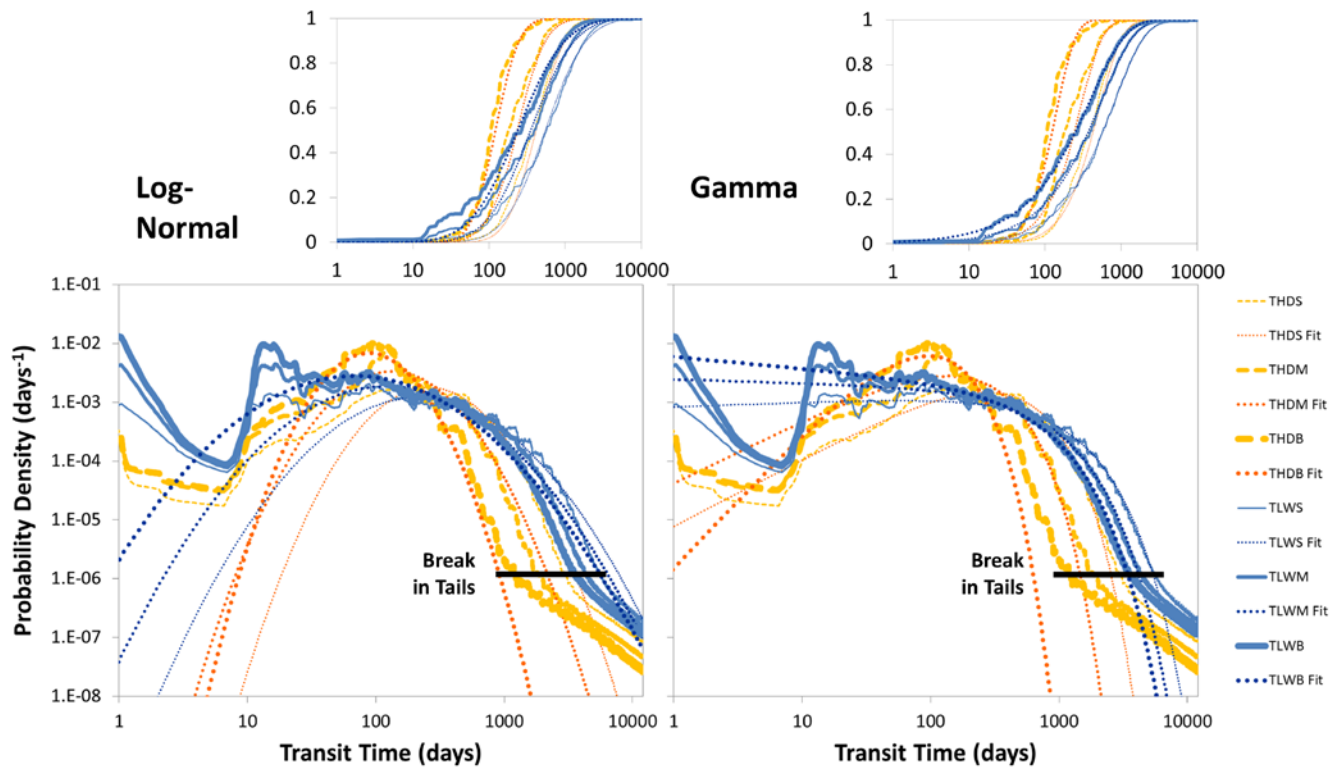 1
0.8
0.6
0.4
0.2
0
1 10 100 1000 10000
Log-
Normal
1
0.8
0.6
0.4
0.2
0
1 10 100 1000 10000
Gamma
1.E-01
1.E-02
1.E-03
1.E-04
1.E-05
1.E-06
1.E-07
1.E-08
Probability Density (days⁻¹)
Break
in Tails
1 10 100 1000 10000
Transit Time (days)
Break
in Tails
1 10 100 1000 10000
Transit Time (days)
THDS
THDS Fit
THDM
THDM Fit
THDB
THDB Fit
TLWS
TLWS Fit
TLWM
TLWM Fit
TLWB
TLWB Fit